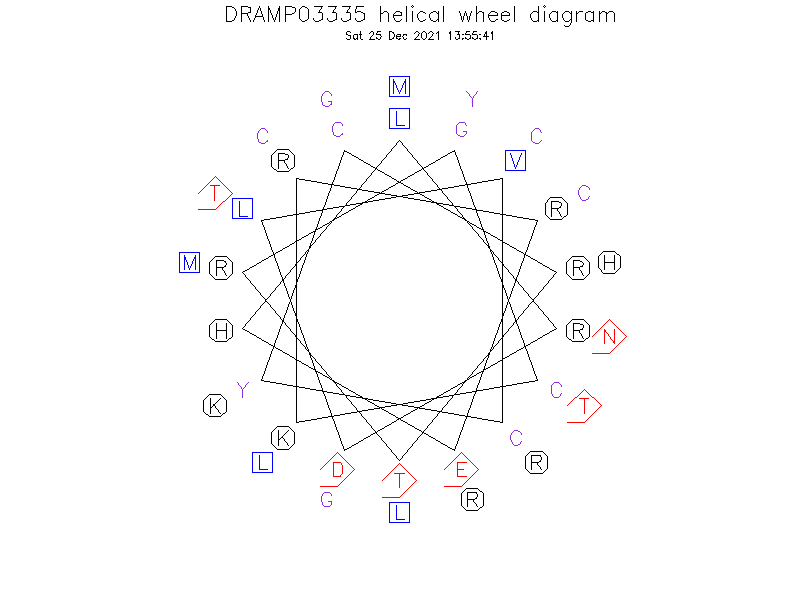 DRAMP03335 helical wheel diagram
Sat 25 Dec 2021 13:55:41
M
G Y
L
C G
C C
R V
T C
L R
M H
R R
H R N
Y C
K T
K C
L R
D T E
G R
L